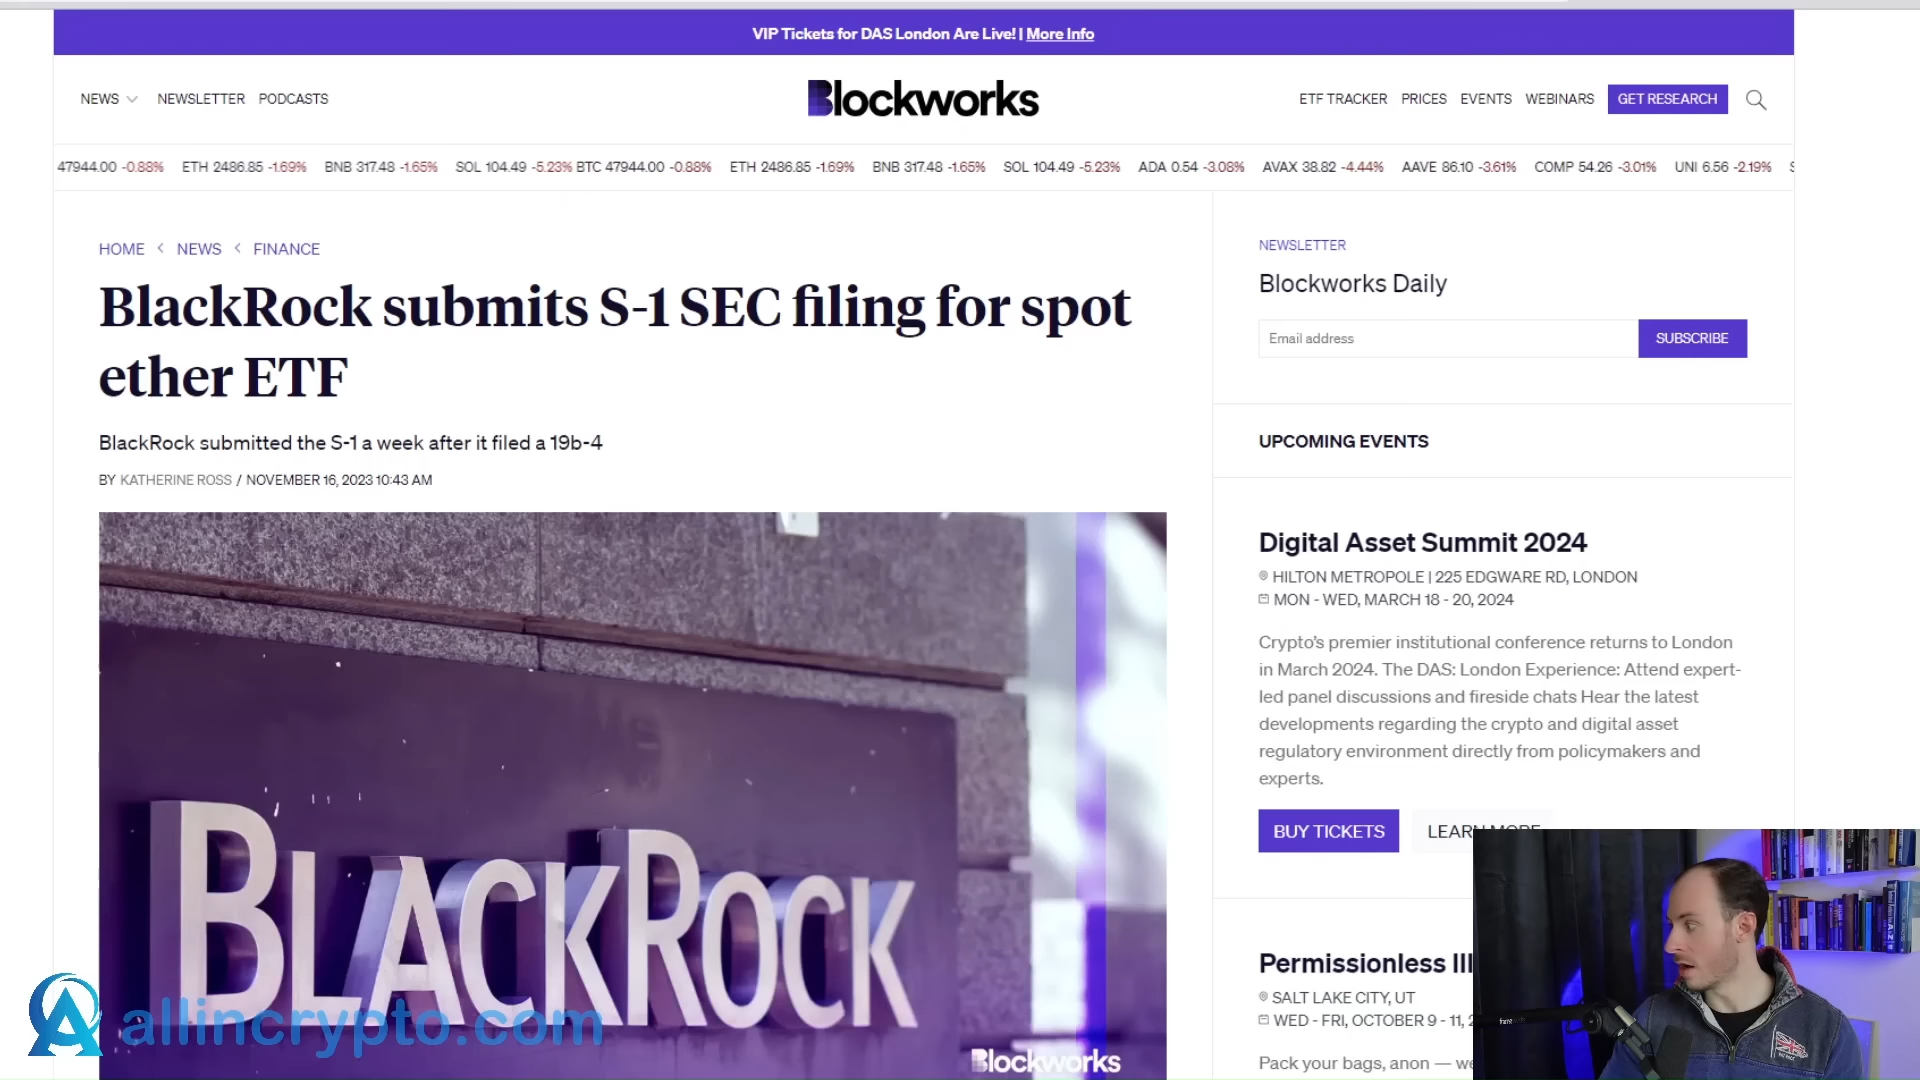 VIP Tickets for DAS London Are Live! | More Info
NEWS NEWSLETTER PODCASTS
Blockworks
ETF TRACKER PRICES EVENTS WEBINARS GET RESEARCH
47944.00 -0.88% ETH 2486.85 -1.69% BNB 317.48 -1.65% SOL 104.49 -5.23% BTC 47944.00 -0.88% ETH 2486.85 -1.69% BNB 317.48 -1.65% SOL 104.49 -5.23% ADA 0.54 -3.08% AVAX 38.82 -4.44% AAVE 86.10 -3.61% COMP 54.26 -3.01% UNI 6.56 -2.19%
HOME < NEWS < FINANCE
BlackRock submits S-1 SEC filing for spot
ether ETF
BlackRock submitted the S-1 a week after it filed a 19b-4
BY KATHERINE ROSS / NOVEMBER 16, 2023 10:43 AM
BLACKROCK
Blockworks
allincrypto.com
NEWSLETTER
Blockworks Daily
Email address
SUBSCRIBE
UPCOMING EVENTS
Digital Asset Summit 2024
HILTON METROPOLE | 225 EDGWARE RD, LONDON
MON - WED, MARCH 18 - 20, 2024
Crypto's premier institutional conference returns to London
in March 2024. The DAS: London Experience: Attend expert-
led panel discussions and fireside chats Hear the latest
developments regarding the crypto and digital asset
regulatory environment directly from policymakers and
experts.
BUY TICKETS
LEARN MORE
Permissionless III
SALT LAKE CITY, UT
WED - FRI, OCTOBER 9 - 11,
Pack your bags, anon —